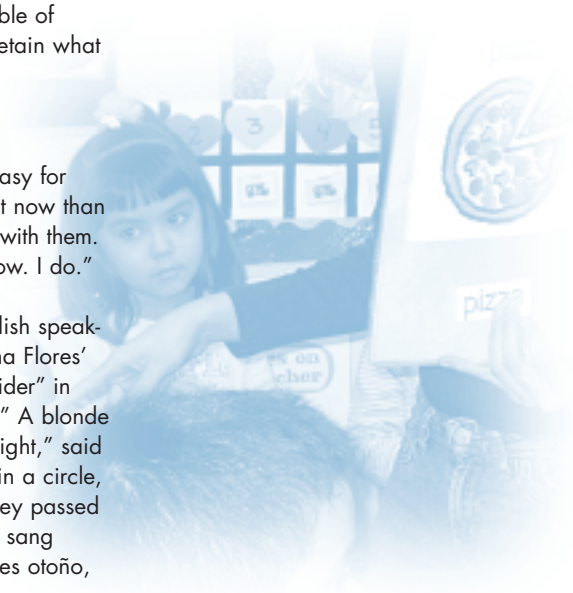 ble of
etain what
asy for
t now than
with them.
ow. I do.”
lish speak-
na Flores’
ider” in
” A blonde
ight,” said
in a circle,
ey passed
sang
es otoño,
2 3 4 5
pizza
s on
cher